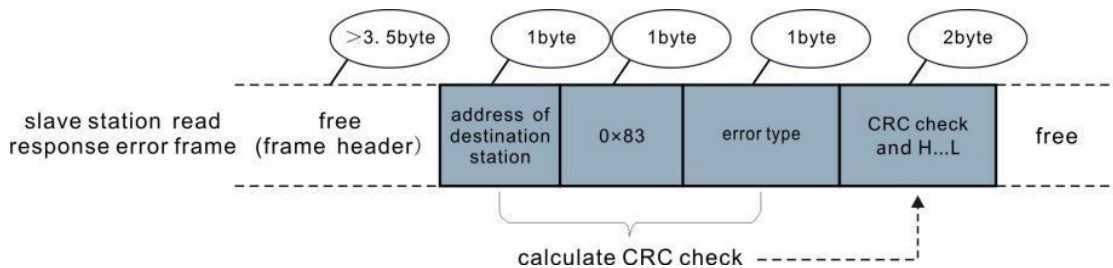 >3. 5byte
1byte
1byte
1byte
2byte
slave station read
response error frame
free
(frame header)
address of
destination
station
0×83
error type
CRC check
and H...L
free
calculate CRC check